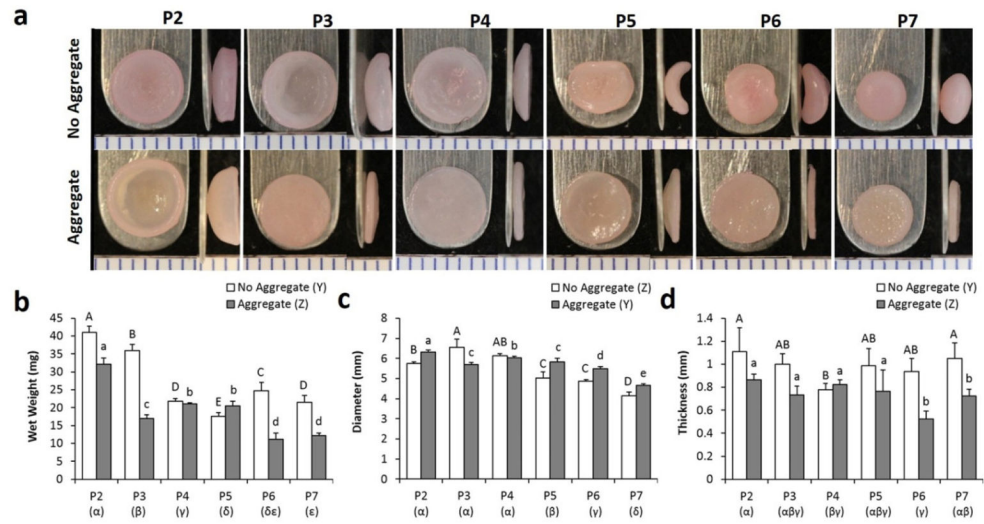 a
P2 P3 P4 P5 P6 P7
No Aggregate
Aggregate
b
No Aggregate (Y)
Aggregate (Z)
Wet Weight (mg)
45
40
35
30
25
20
15
10
5
0
A a B c D b E b C d D d
P2 P3 P4 P5 P6 P7
(α) (β) (γ) (δ) (δε) (ε)
c
No Aggregate (Z)
Aggregate (Y)
Diameter (mm)
8
7
6
5
4
3
2
1
0
B a A c AB a B c C d D e
P2 P3 P4 P5 P6 P7
(α) (α) (α) (β) (γ) (δ)
d
No Aggregate (Y)
Aggregate (Z)
Thickness (mm)
1.4
1.2
1
0.8
0.6
0.4
0.2
0
A a AB a B a AB a AB b A b
P2 P3 P4 P5 P6 P7
(α) (αβγ) (βγ) (αβγ) (γ) (αβ)